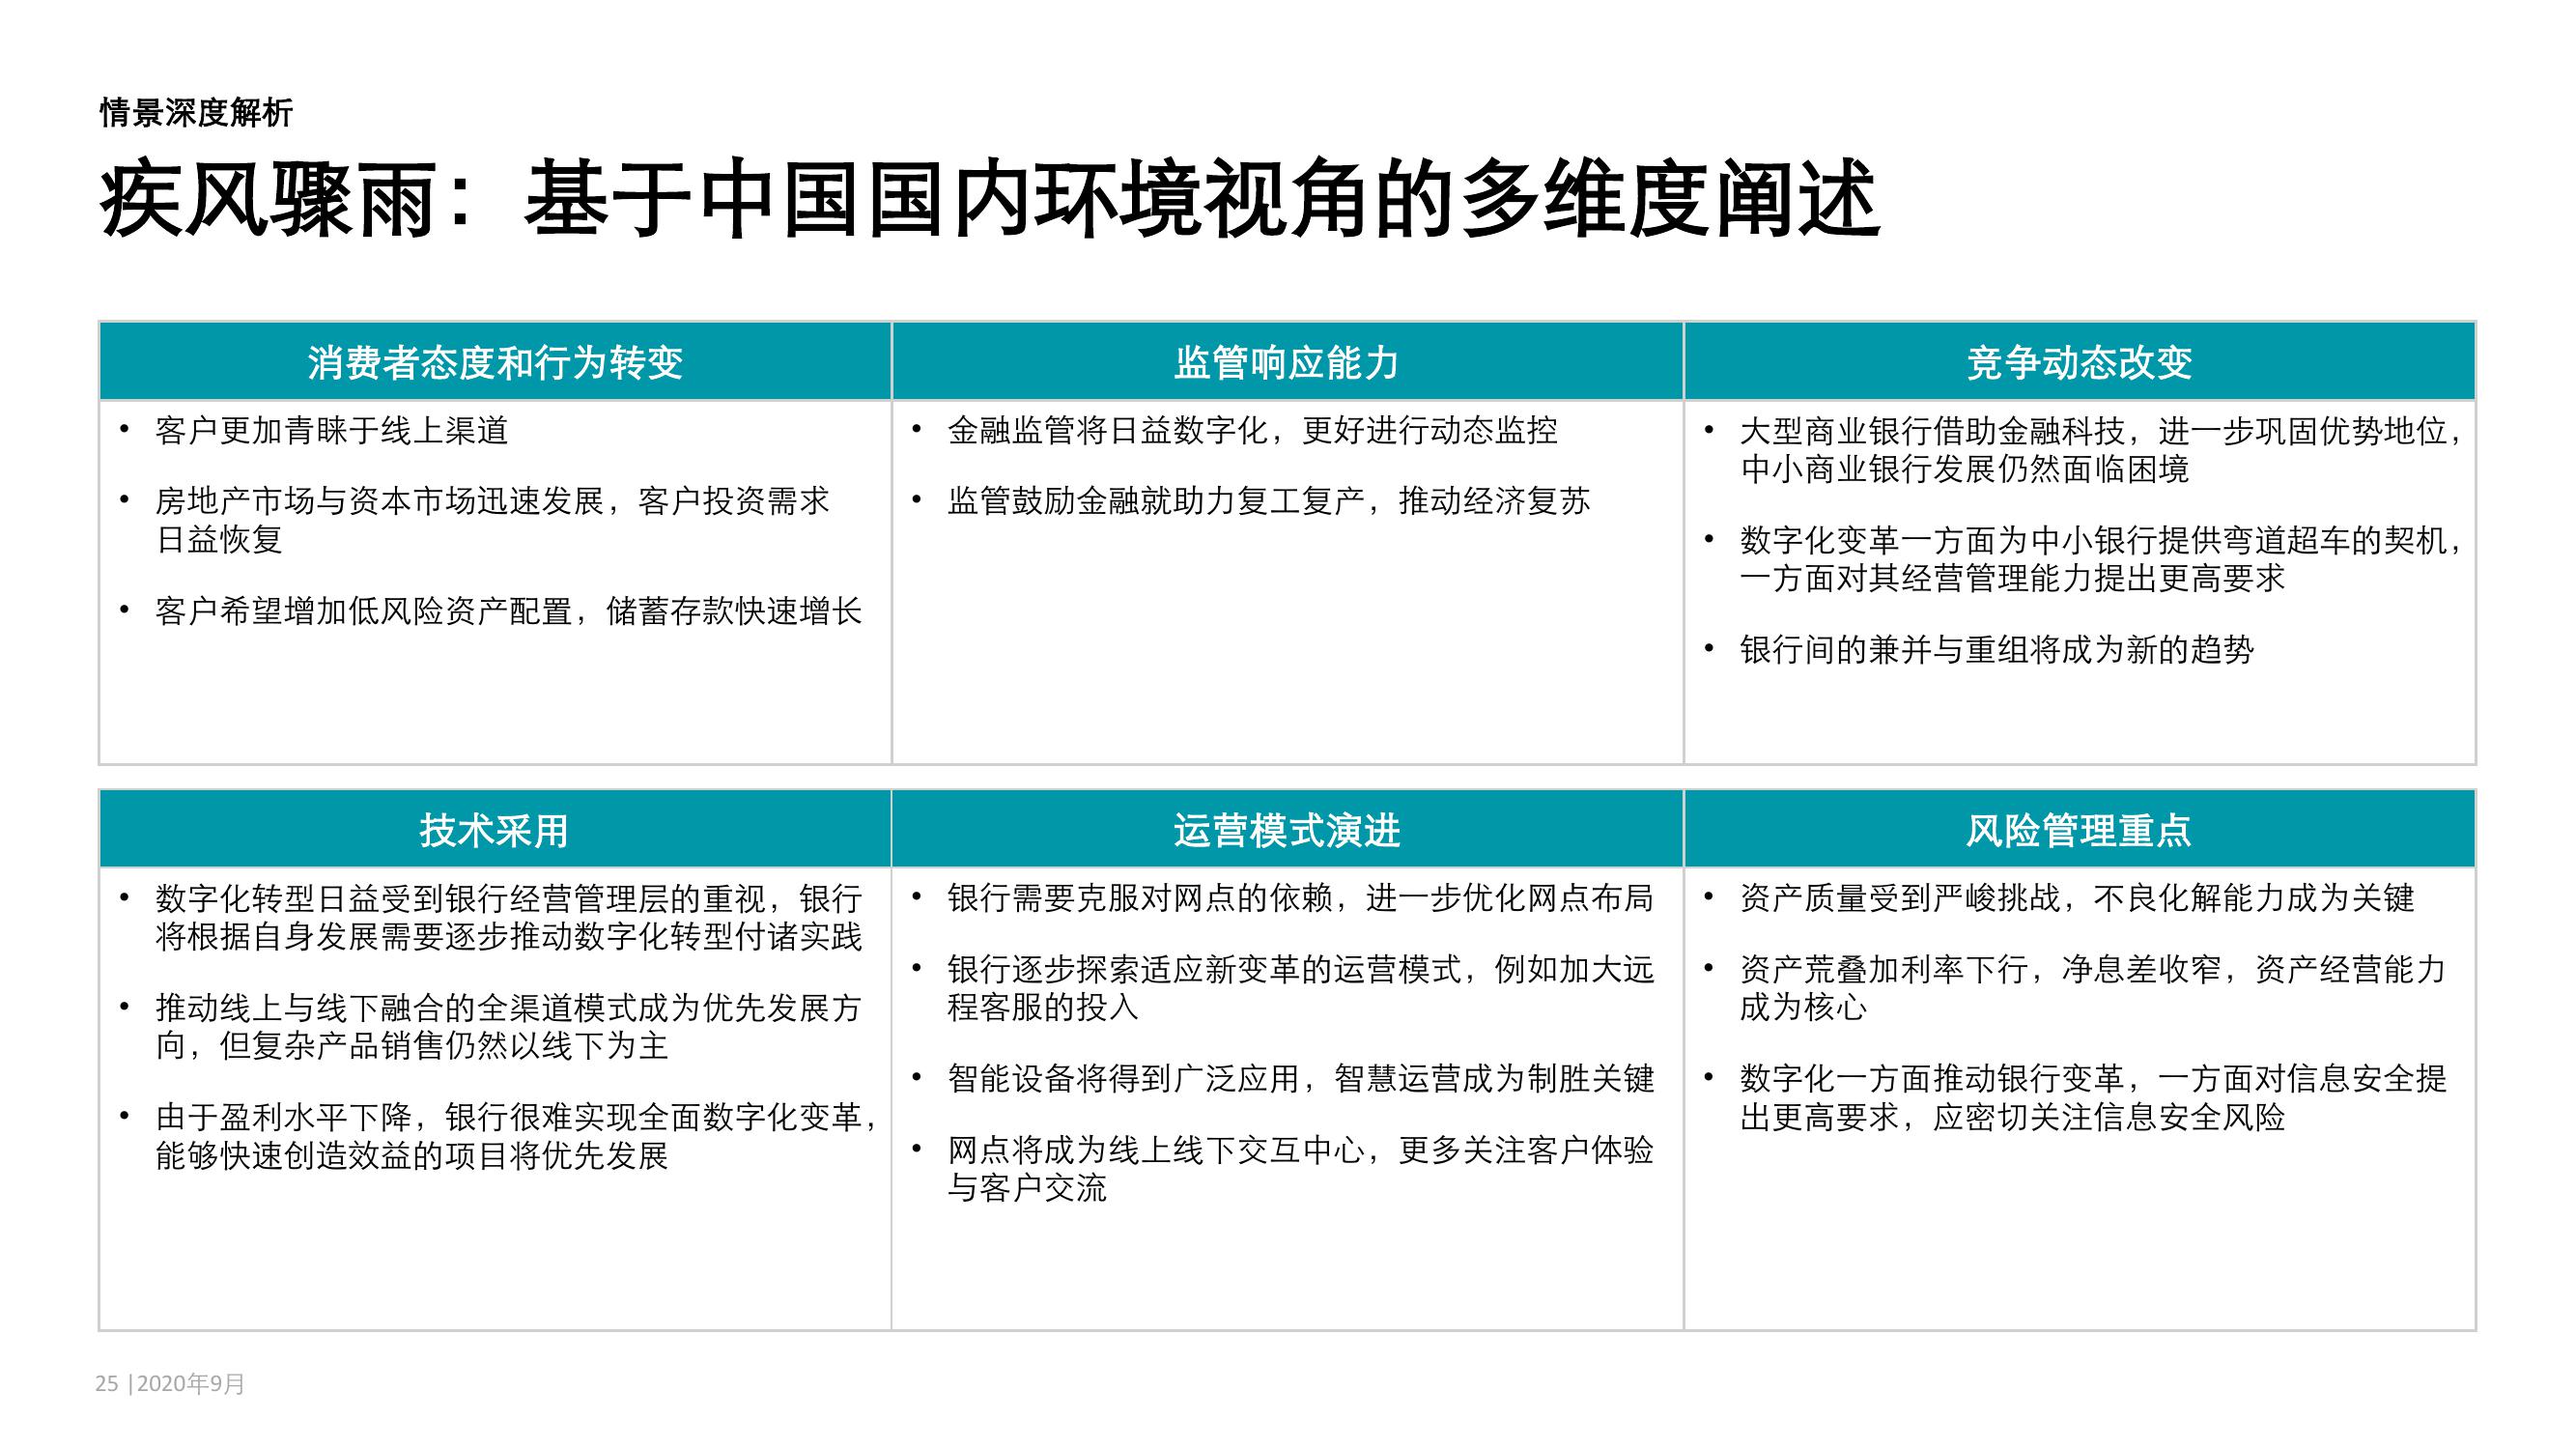 情景深度解析
疾风骤雨：基于中国国内环境视角的多维度阐述
消费者态度和行为转变
• 客户更加青睐于线上渠道
• 房地产市场与资本市场迅速发展，客户投资需求
日益恢复
• 客户希望增加低风险资产配置，储蓄存款快速增长
监管响应能力
• 金融监管将日益数字化，更好进行动态监控
• 监管鼓励金融就助力复工复产，推动经济复苏
竞争动态改变
• 大型商业银行借助金融科技，进一步巩固优势地位，
中小商业银行发展仍然面临困境
• 数字化变革一方面为中小银行提供弯道超车的契机，
一方面对其经营管理能力提出更高要求
• 银行间的兼并与重组将成为新的趋势
技术采用
• 数字化转型日益受到银行经营管理层的重视，银行
将根据自身发展需要逐步推动数字化转型付诸实践
• 推动线上与线下融合的全渠道模式成为优先发展方
向，但复杂产品销售仍然以线下为主
• 由于盈利水平下降，银行很难实现全面数字化变革，
能够快速创造效益的项目将优先发展
运营模式演进
• 银行需要克服对网点的依赖，进一步优化网点布局
• 银行逐步探索适应新变革的运营模式，例如加大远
程客服的投入
• 智能设备将得到广泛应用，智慧运营成为制胜关键
• 网点将成为线上线下交互中心，更多关注客户体验
与客户交流
风险管理重点
• 资产质量受到严峻挑战，不良化解能力成为关键
• 资产荒叠加利率下行，净息差收窄，资产经营能力
成为核心
• 数字化一方面推动银行变革，一方面对信息安全提
出更高要求，应密切关注信息安全风险
25 |2020年9月